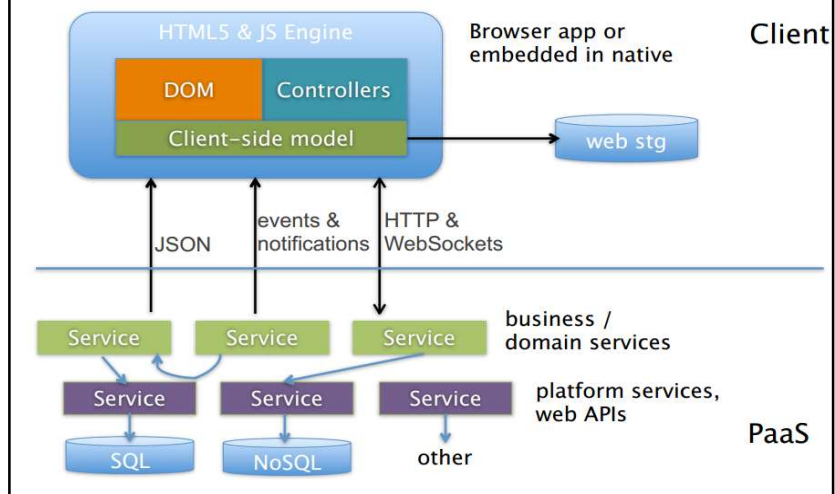 HTML5 & JS Engine
Browser app or
embedded in native
Client
DOM
Controllers
Client-side model
web stg
JSON
events &
notifications
HTTP &
WebSockets
Service
Service
Service
business /
domain services
Service
Service
Service
platform services,
web APIs
PaaS
SQL
NoSQL
other